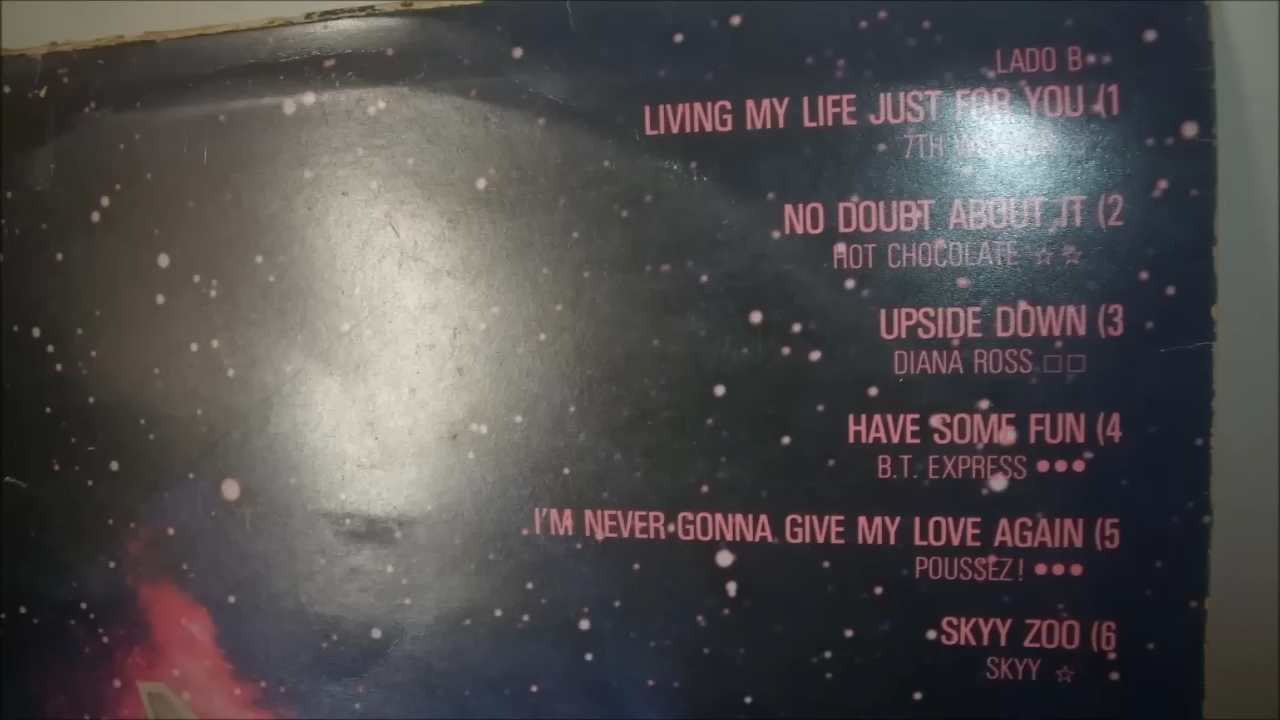 LADO B
LIVING MY LIFE JUST FOR YOU (1
7TH
NO DOUBT ABOUT IT (2
HOT CHOCOLATE ☆☆
UPSIDE DOWN (3
DIANA ROSS □□
HAVE SOME FUN (4
B.T. EXPRESS ●●●
I'M NEVER GONNA GIVE MY LOVE AGAIN (5
POUSSEZ! ●●●
SKYY ZOO (6
SKYY ☆